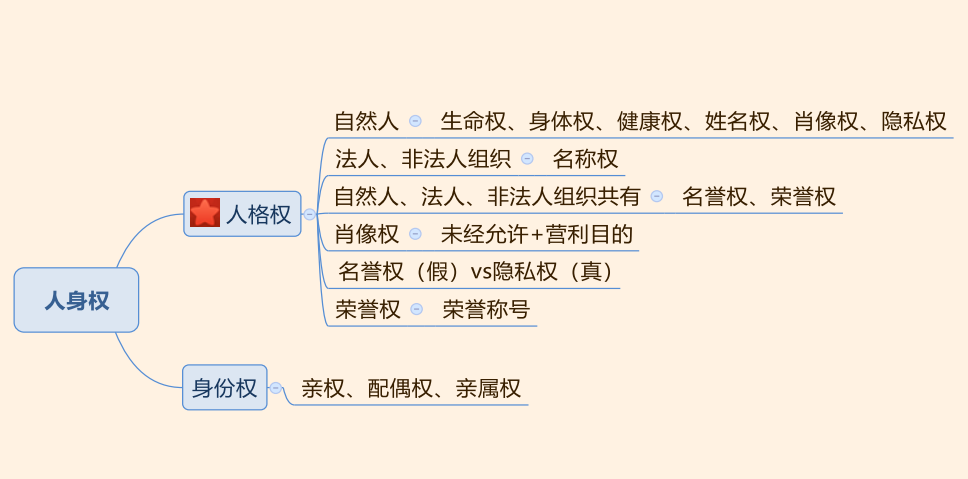 自然人 生命权、身体权、健康权、姓名权、肖像权、隐私权
法人、非法人组织 名称权
自然人、法人、非法人组织共有 名誉权、荣誉权
人格权
肖像权 未经允许+营利目的
名誉权（假）vs隐私权（真）
人身权
荣誉权 荣誉称号
身份权 亲权、配偶权、亲属权